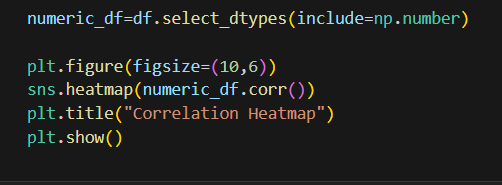 numeric_df=df.select_dtypes(include=np.number)
plt.figure(figsize=(10,6))
sns.heatmap(numeric_df.corr())
plt.title("Correlation Heatmap")
plt.show()